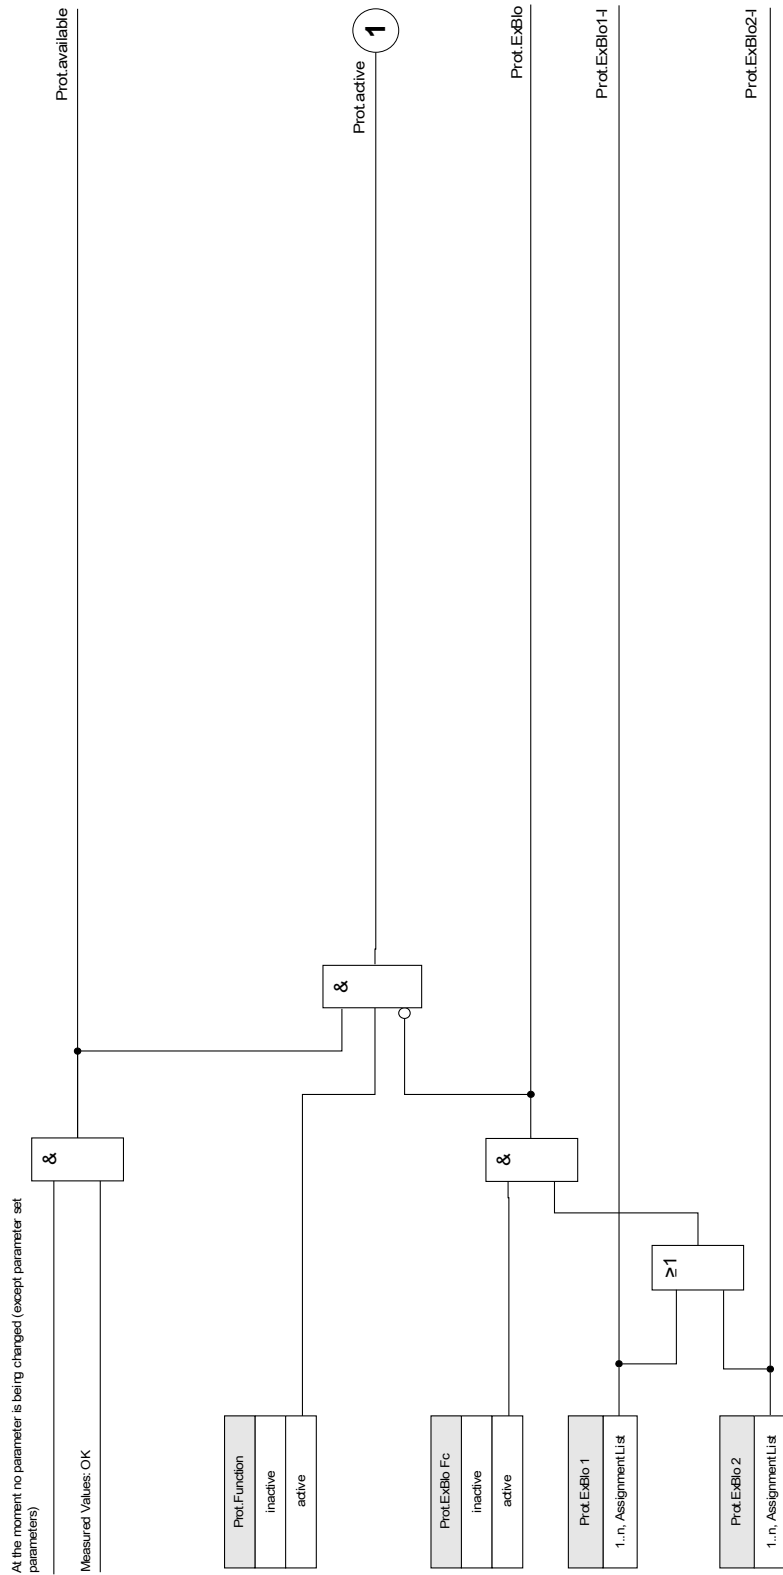 At the moment no parameter is being changed (except parameter set
parameters)
Measured Values: OK
&
Prot.available
Prot.Function
inactive
active
&
Prot.active
1
Prot.ExBlo Fc
inactive
active
&
Prot.ExBlo
Prot.ExBlo 1
1..n, Assignment List
Prot.ExBlo1-I
≥1
Prot.ExBlo 2
1..n, Assignment List
Prot.ExBlo2-I